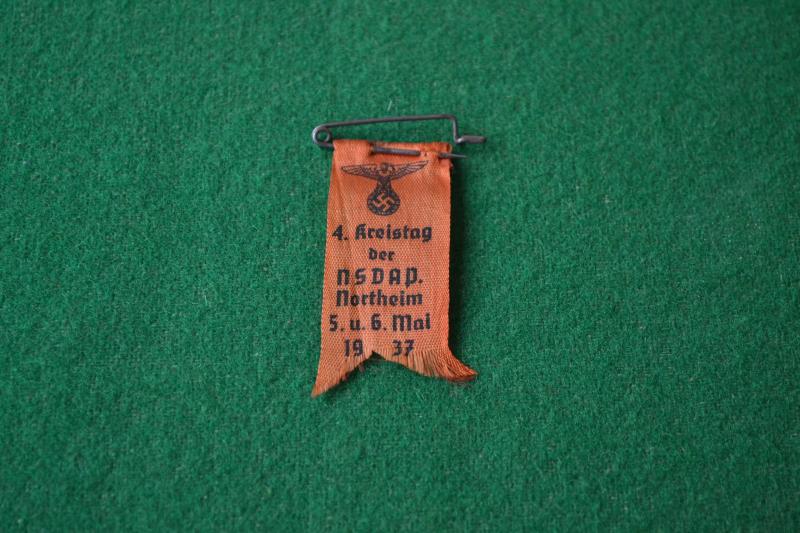 4. Kreistag
der
NSDAP.
Northeim
5. u. 6. Mai
19 37